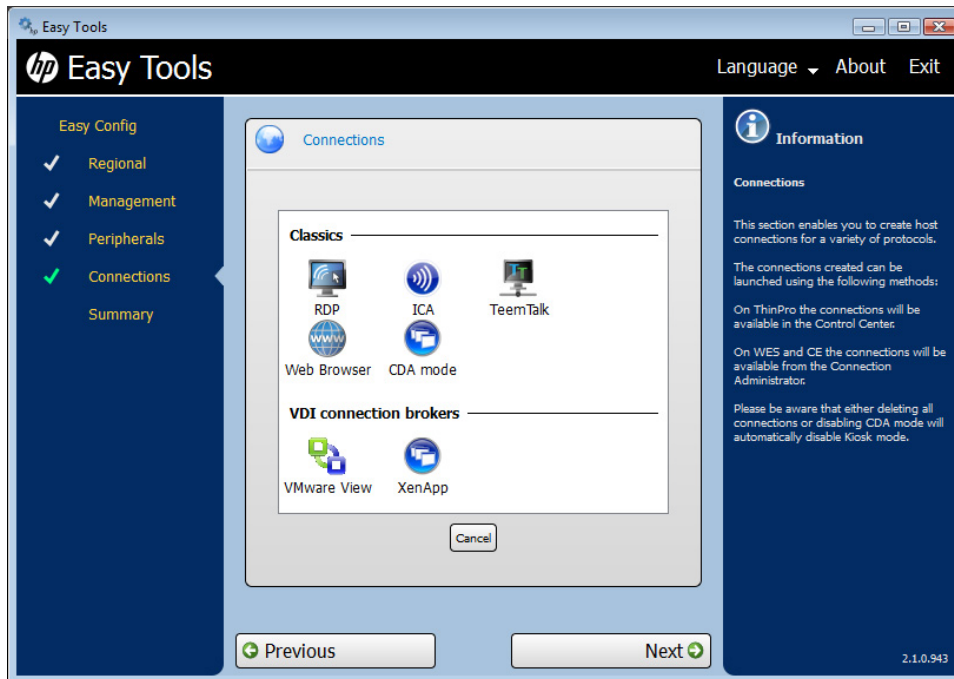 Easy Tools
hp Easy Tools
Language About Exit
Easy Config
Regional
Management
Peripherals
Connections
Summary
Connections
Classics
RDP
ICA
TeemTalk
WWW
Web Browser
CDA mode
VDI connection brokers
VMware View
XenApp
Cancel
Previous
Next
Information
Connections
This section enables you to create host
connections for a variety of protocols.
The connections created can be
launched using the following methods:
On ThinPro the connections will be
available in the Control Center.
On WES and CE the connections will be
available from the Connection
Administrator.
Please be aware that either deleting all
connections or disabling CDA mode will
automatically disable Kiosk mode.
2.1.0.943